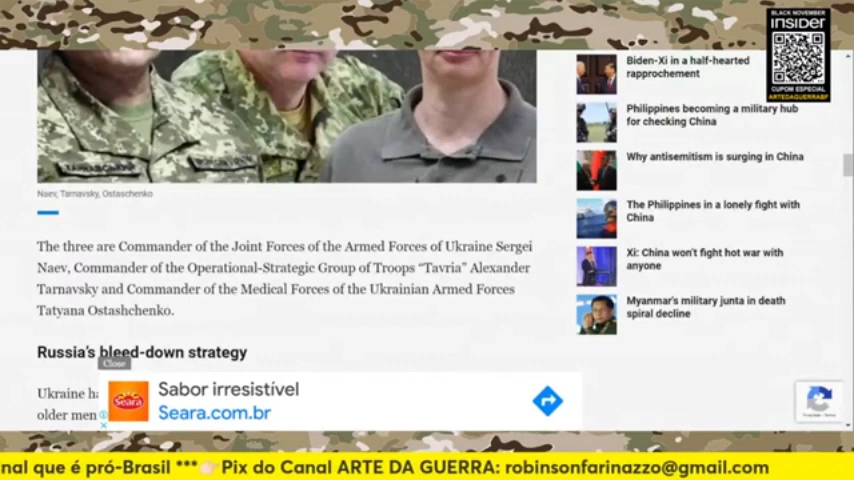 BLACK NOVEMBER
insider
CUPOM ESPECIAL
ARTEDAGUERRABF
Naev, Tarnavsky, Ostaschenko
The three are Commander of the Joint Forces of the Armed Forces of Ukraine Sergei
Naev, Commander of the Operational-Strategic Group of Troops “Tavria” Alexander
Tarnavsky and Commander of the Medical Forces of the Ukrainian Armed Forces
Tatyana Ostashchenko.
Russia’s bleed-down strategy
Close
Ukraine ha
older men
Seara
Sabor irresistível
Seara.com.br
Biden-Xi in a half-hearted
rapprochement
Philippines becoming a military hub
for checking China
Why antisemitism is surging in China
The Philippines in a lonely fight with
China
Xi: China won’t fight hot war with
anyone
Myanmar’s military junta in death
spiral decline
nal que é pró-Brasil ***👉🏻Pix do Canal ARTE DA GUERRA: robinsonfarinazzo@gmail.com